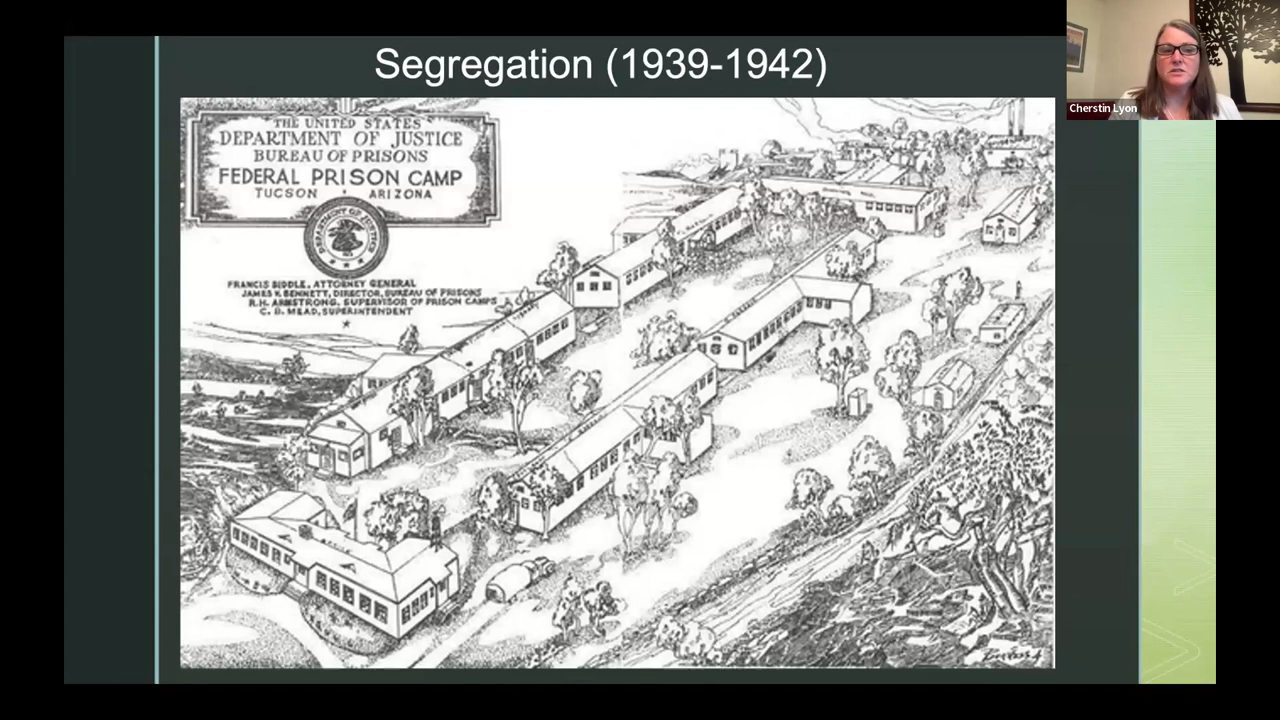 Segregation (1939-1942)
THE UNITED STATES
DEPARTMENT OF JUSTICE
BUREAU OF PRISONS
FEDERAL PRISON CAMP
TUCSON ARIZONA
FRANCIS BIDDLE, ATTORNEY GENERAL
JAMES V. BENNETT, DIRECTOR, BUREAU OF PRISONS
R.H. ARMSTRONG, SUPERVISOR OF PRISON CAMPS
C. B. MEAD, SUPERINTENDENT
Cherstin Lyon